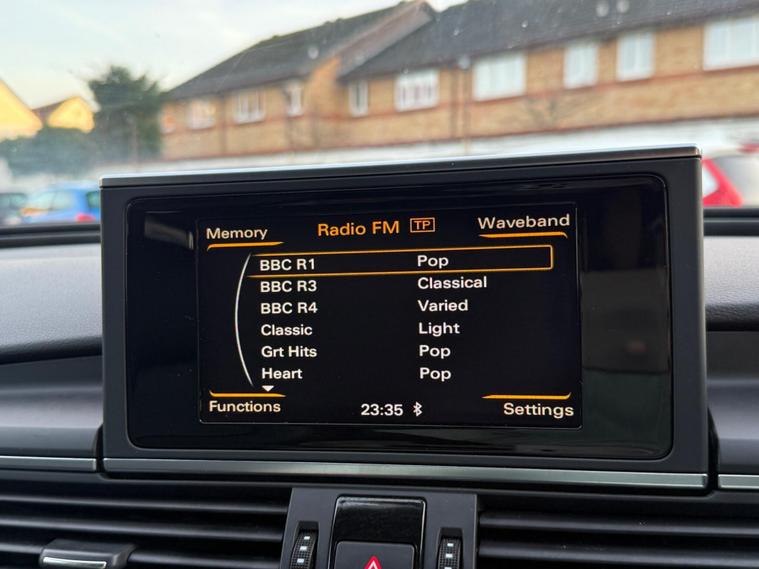 Memory Radio FM TP Waveband
BBC R1 Pop
BBC R3 Classical
BBC R4 Varied
Classic Light
Grt Hits Pop
Heart Pop
Functions 23:35 Settings